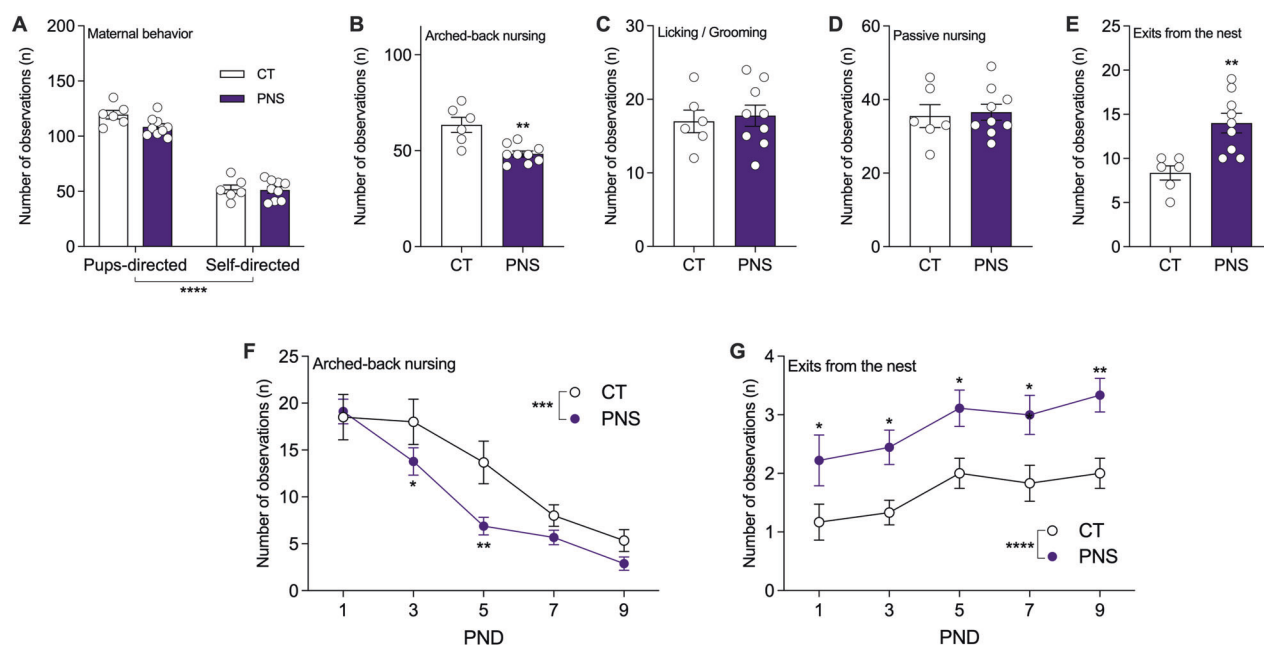 A
Maternal behavior
Number of observations (n)
200
150
100
50
0
CT
PNS
Pups-directed
Self-directed
****
B
Arched-back nursing
Number of observations (n)
100
50
0
**
CT
PNS
C
Licking / Grooming
Number of observations (n)
30
20
10
0
CT
PNS
D
Passive nursing
Number of observations (n)
60
40
20
0
CT
PNS
E
Exits from the nest
Number of observations (n)
25
20
15
10
5
0
**
CT
PNS
F
Arched-back nursing
Number of observations (n)
25
20
15
10
5
0
***
CT
PNS
*
**
1
3
5
7
9
PND
G
Exits from the nest
Number of observations (n)
4
3
2
1
0
*
*
*
*
**
****
CT
PNS
1
3
5
7
9
PND